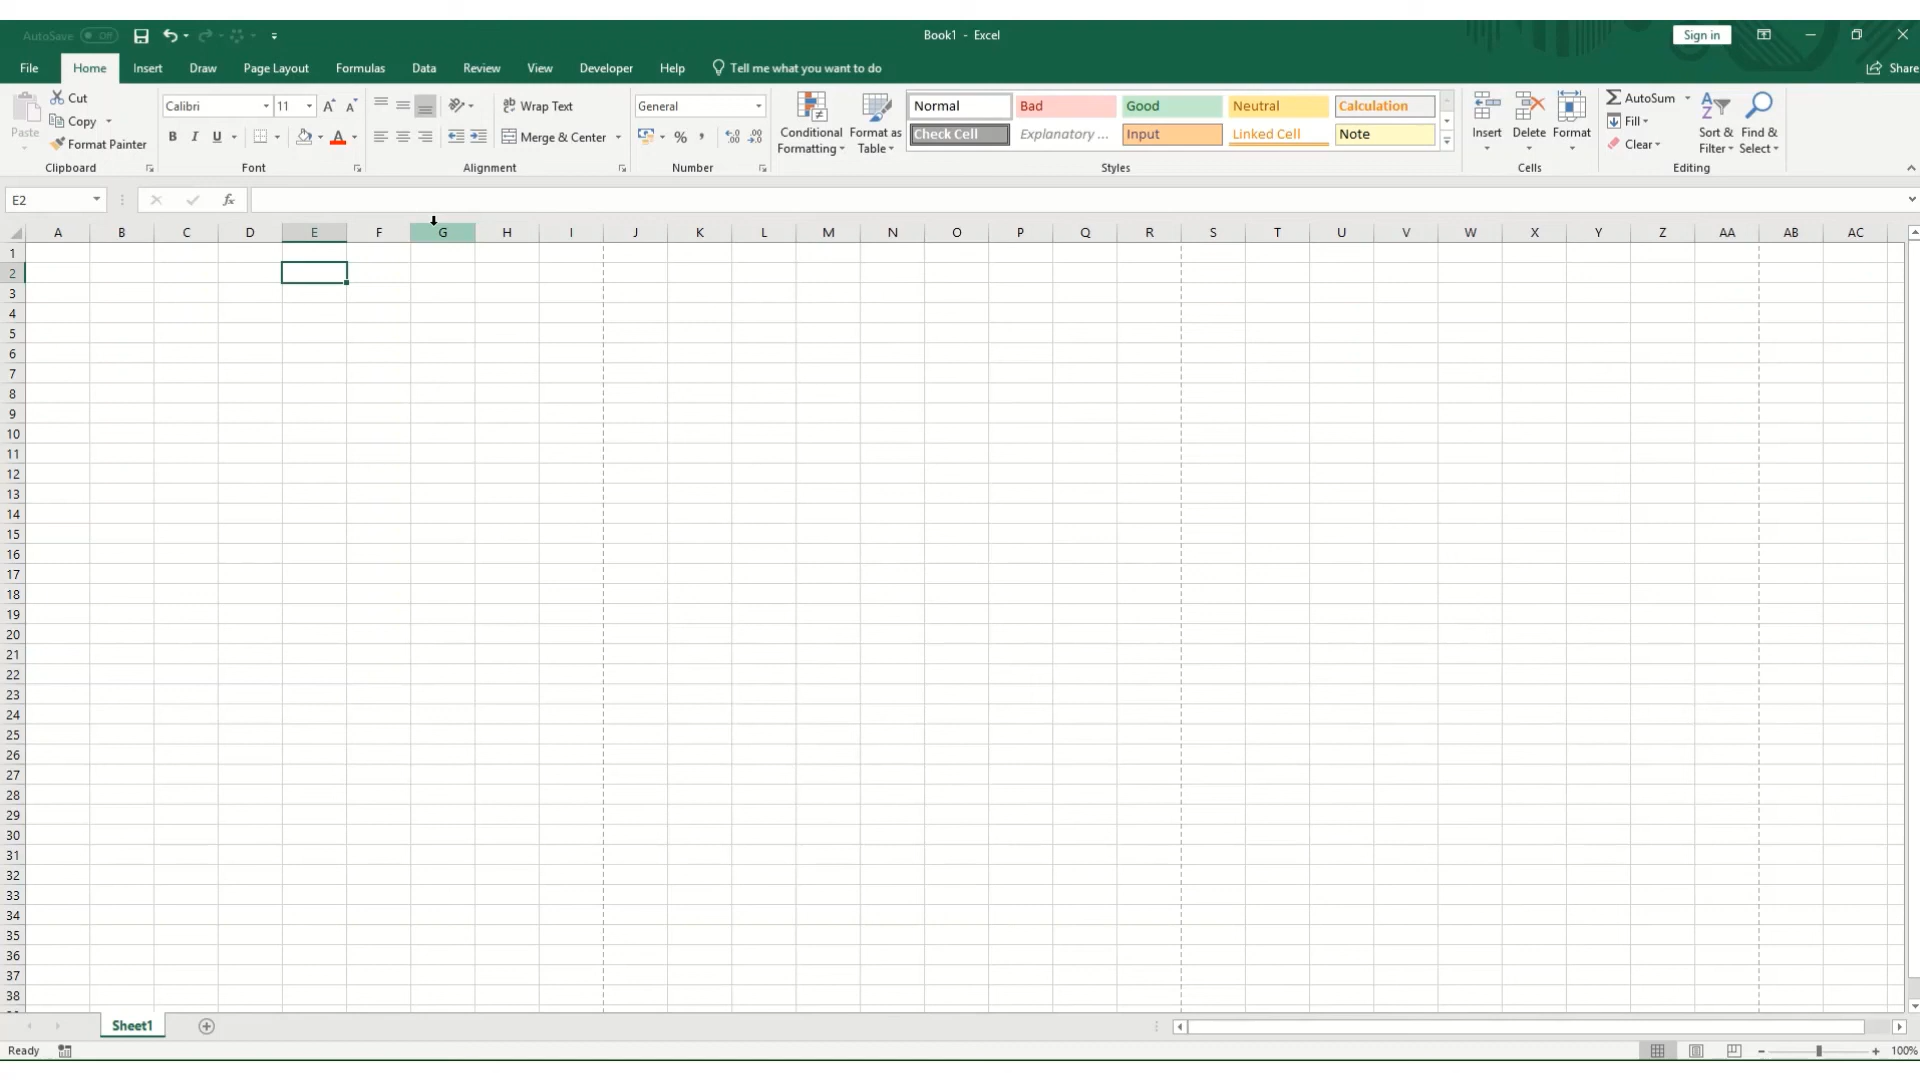 AutoSave Off Book1 - Excel Sign in
File Home Insert Draw Page Layout Formulas Data Review View Developer Help Tell me what you want to do Share
Paste Cut Copy Format Painter
Calibri 11 A A
B I U A
ab Wrap Text
Merge & Center
General
% , .00 .00
Conditional Formatting Format as Table
Normal Bad Good Neutral Calculation
Check Cell Explanatory ... Input Linked Cell Note
Insert Delete Format
AutoSum
Fill
Clear
Sort & Filter Find & Select
Clipboard Font Alignment Number Styles Cells Editing
E2 fx
A B C D E F G H I J K L M N O P Q R S T U V W X Y Z AA AB AC
1
2
3
4
5
6
7
8
9
10
11
12
13
14
15
16
17
18
19
20
21
22
23
24
25
26
27
28
29
30
31
32
33
34
35
36
37
38
Sheet1
Ready 100%